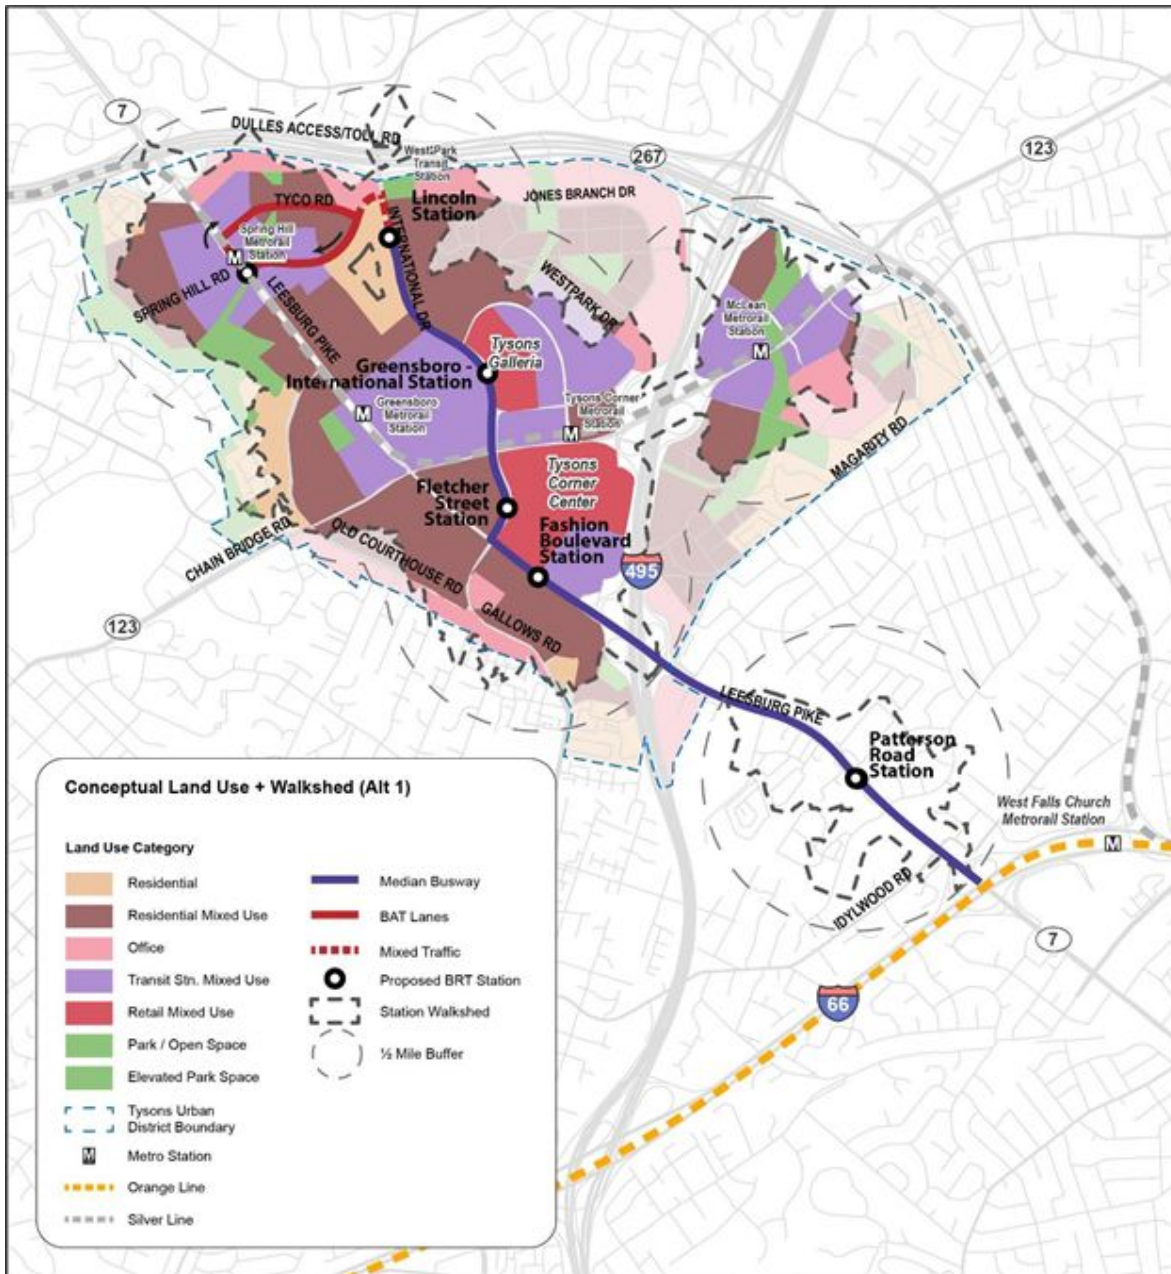 7
DULLES ACCESS/TOLL RD
West*Park
Transit
Station
267
123
JONES BRANCH DR
TYCO RD
Lincoln
Station
INTERNATIONAL DR
Spring Hill
Metrorail
Station
M
SPRING HILL RD
LEESBURG PIKE
WESTPARK DR
McLean
Metrorail
Station
M
Tysons
Galleria
Greensboro -
International Station
Greensboro
Metrorail
Station
M
Tysons Corner
Metrorail
Station
M
MAGARITY RD
Tysons
Corner
Center
Fletcher
Street
Station
Fashion
Boulevard
Station
CHAIN BRIDGE RD
OLD COURTHOUSE RD
GALLOWS RD
495
123
LEESBURG PIKE
Patterson
Road
Station
West Falls Church
Metrorail Station
M
IDYLWOOD RD
7
66
Conceptual Land Use + Walkshed (Alt 1)
Land Use Category
Residential
Residential Mixed Use
Office
Transit Stn. Mixed Use
Retail Mixed Use
Park / Open Space
Elevated Park Space
Tysons Urban
District Boundary
M
Metro Station
Orange Line
Silver Line
Median Busway
BAT Lanes
Mixed Traffic
Proposed BRT Station
Station Walkshed
½ Mile Buffer